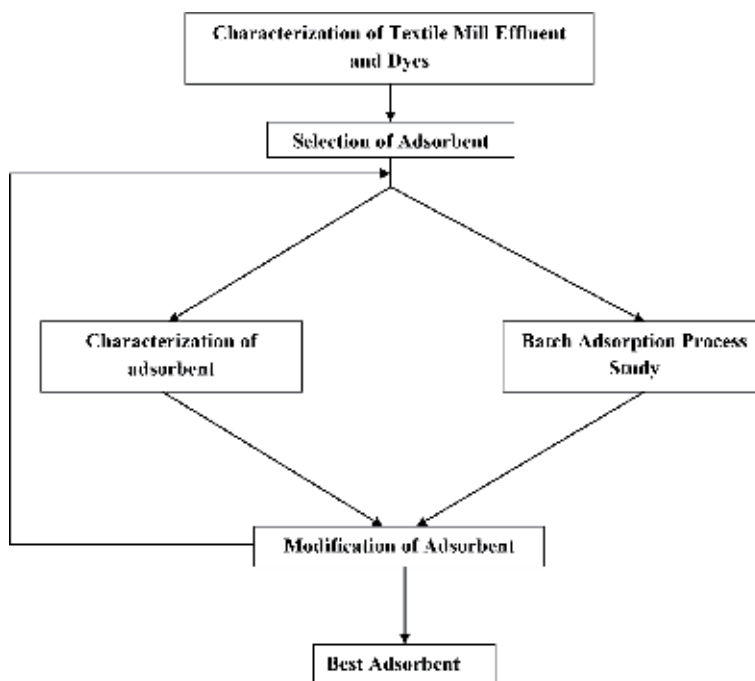 Characterization of Textile Mill Effluent
and Dyes
Selection of Adsorbent
Characterization of
adsorbent
Batch Adsorption Process
Study
Modification of Adsorbent
Best Adsorbent